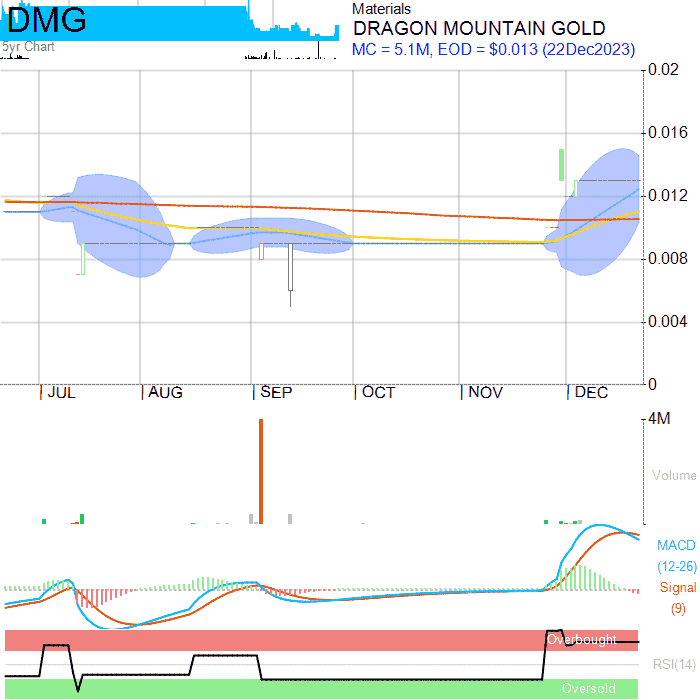 DMG
5yr Chart
Materials
DRAGON MOUNTAIN GOLD
MC = 5.1M, EOD = $0.013 (22Dec2023)
0.02
0.016
0.012
0.008
0.004
0
JUL
AUG
SEP
OCT
NOV
DEC
4M
Volume
MACD
(12-26)
Signal
(9)
Overbought
RSI(14)
Oversold